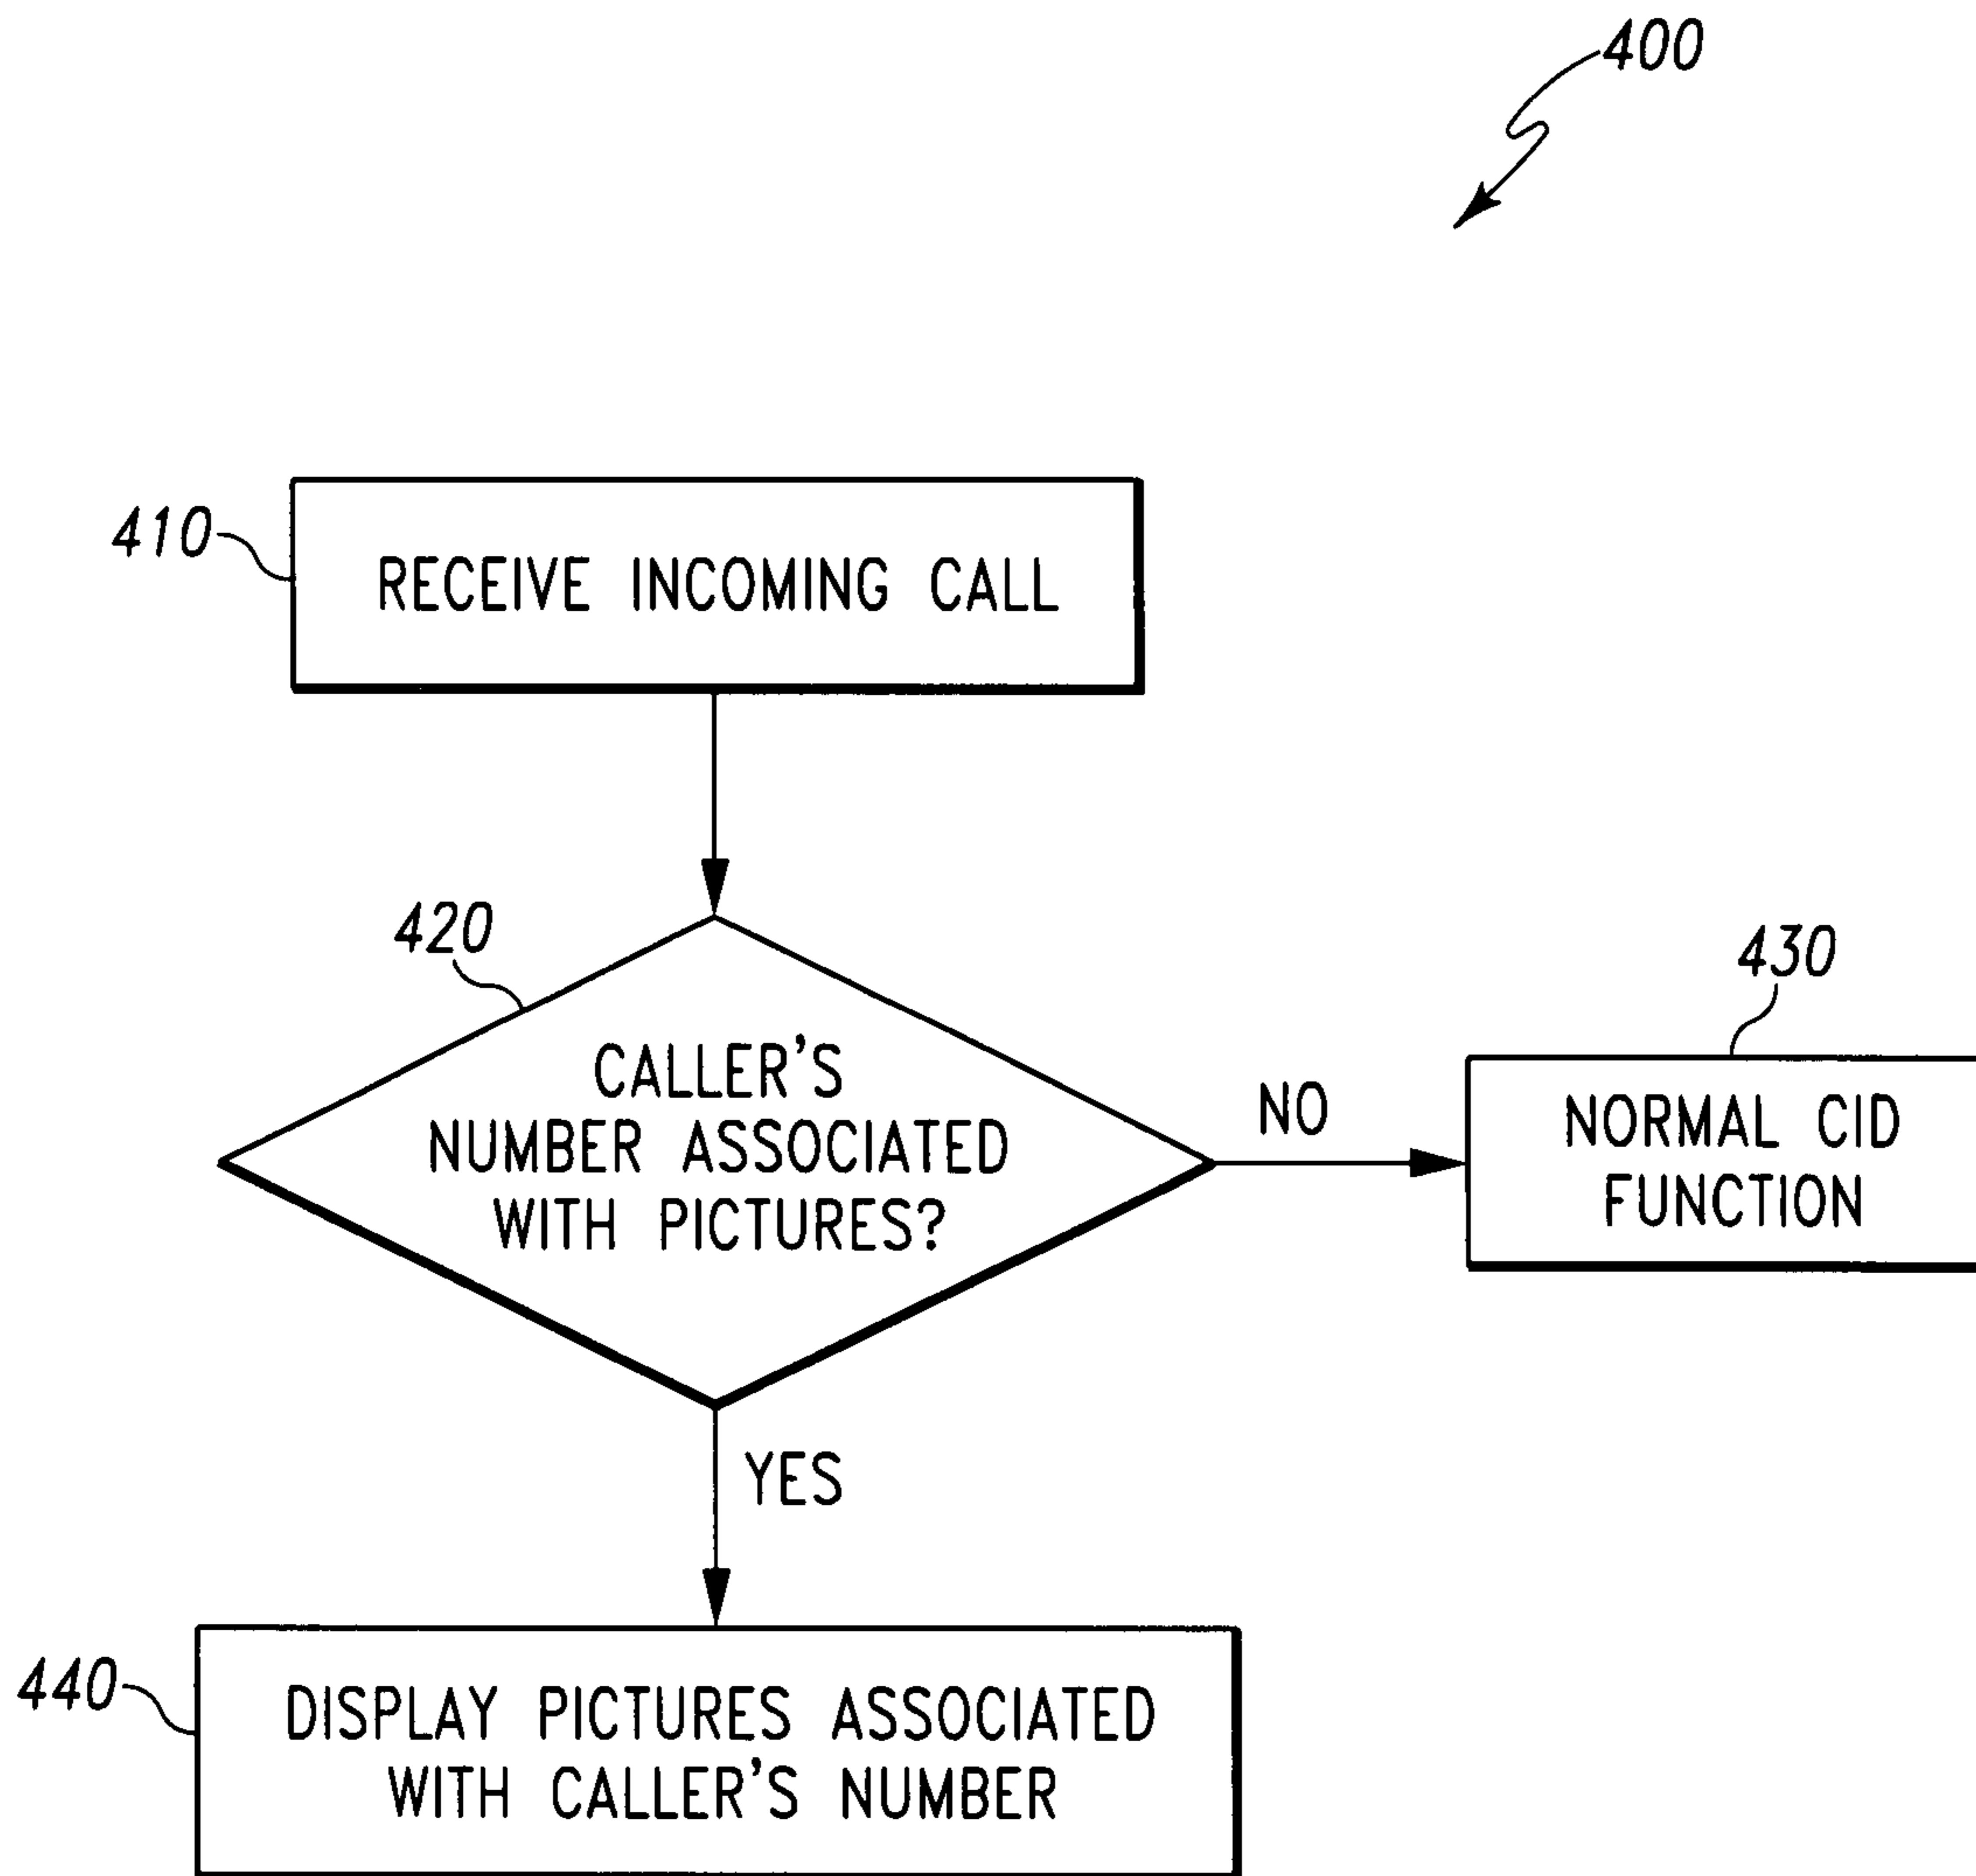 400
410
RECEIVE INCOMING CALL
420
CALLER'S
NUMBER ASSOCIATED
WITH PICTURES?
NO
430
NORMAL CID
FUNCTION
YES
440
DISPLAY PICTURES ASSOCIATED
WITH CALLER'S NUMBER